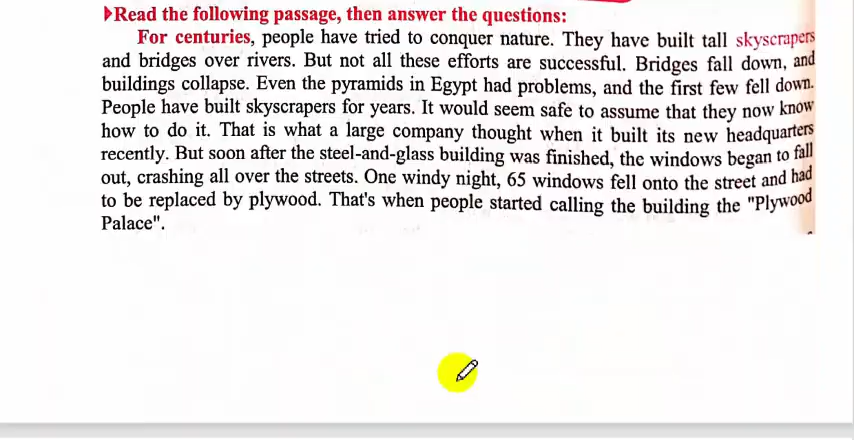 ▶Read the following passage, then answer the questions:
For centuries, people have tried to conquer nature. They have built tall skyscrapers
and bridges over rivers. But not all these efforts are successful. Bridges fall down, and
buildings collapse. Even the pyramids in Egypt had problems, and the first few fell down.
People have built skyscrapers for years. It would seem safe to assume that they now know
how to do it. That is what a large company thought when it built its new headquarters
recently. But soon after the steel-and-glass building was finished, the windows began to fall
out, crashing all over the streets. One windy night, 65 windows fell onto the street and had
to be replaced by plywood. That's when people started calling the building the "Plywood
Palace".